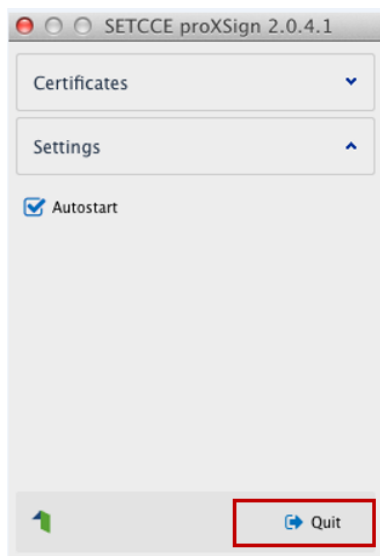 SETCCE proXSign 2.0.4.1
Certificates
Settings
Autostart
Quit